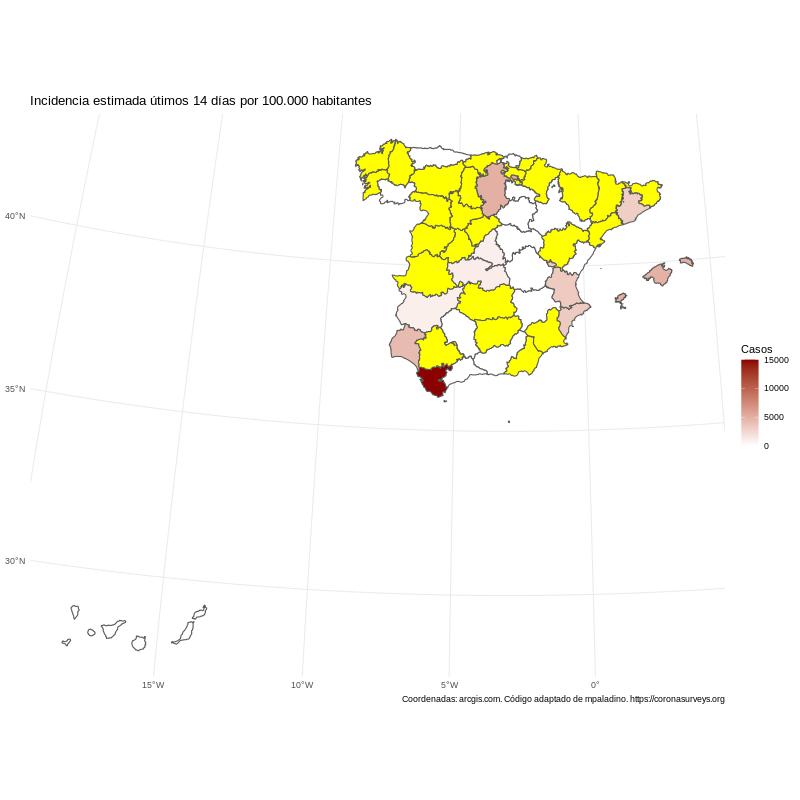 Incidencia estimada útimos 14 días por 100.000 habitantes
40°N
35°N
30°N
Casos
15000
10000
5000
0
15°W
10°W
5°W
0°
Coordenadas: arcgis.com. Código adaptado de mpaladino. https://coronasurveys.org